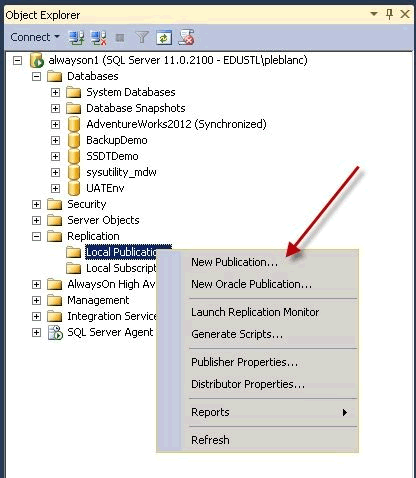 Object Explorer
Connect
alwayson1 (SQL Server 11.0.2100 - EDUSTL\pleblanc)
Databases
System Databases
Database Snapshots
AdventureWorks2012 (Synchronized)
BackupDemo
SSDTDemo
sysutility_mdw
UATEnv
Security
Server Objects
Replication
Local Publication
Local Subscript
AlwaysOn High Av
Management
Integration Service
SQL Server Agent
New Publication...
New Oracle Publication...
Launch Replication Monitor
Generate Scripts...
Publisher Properties...
Distributor Properties...
Reports
Refresh